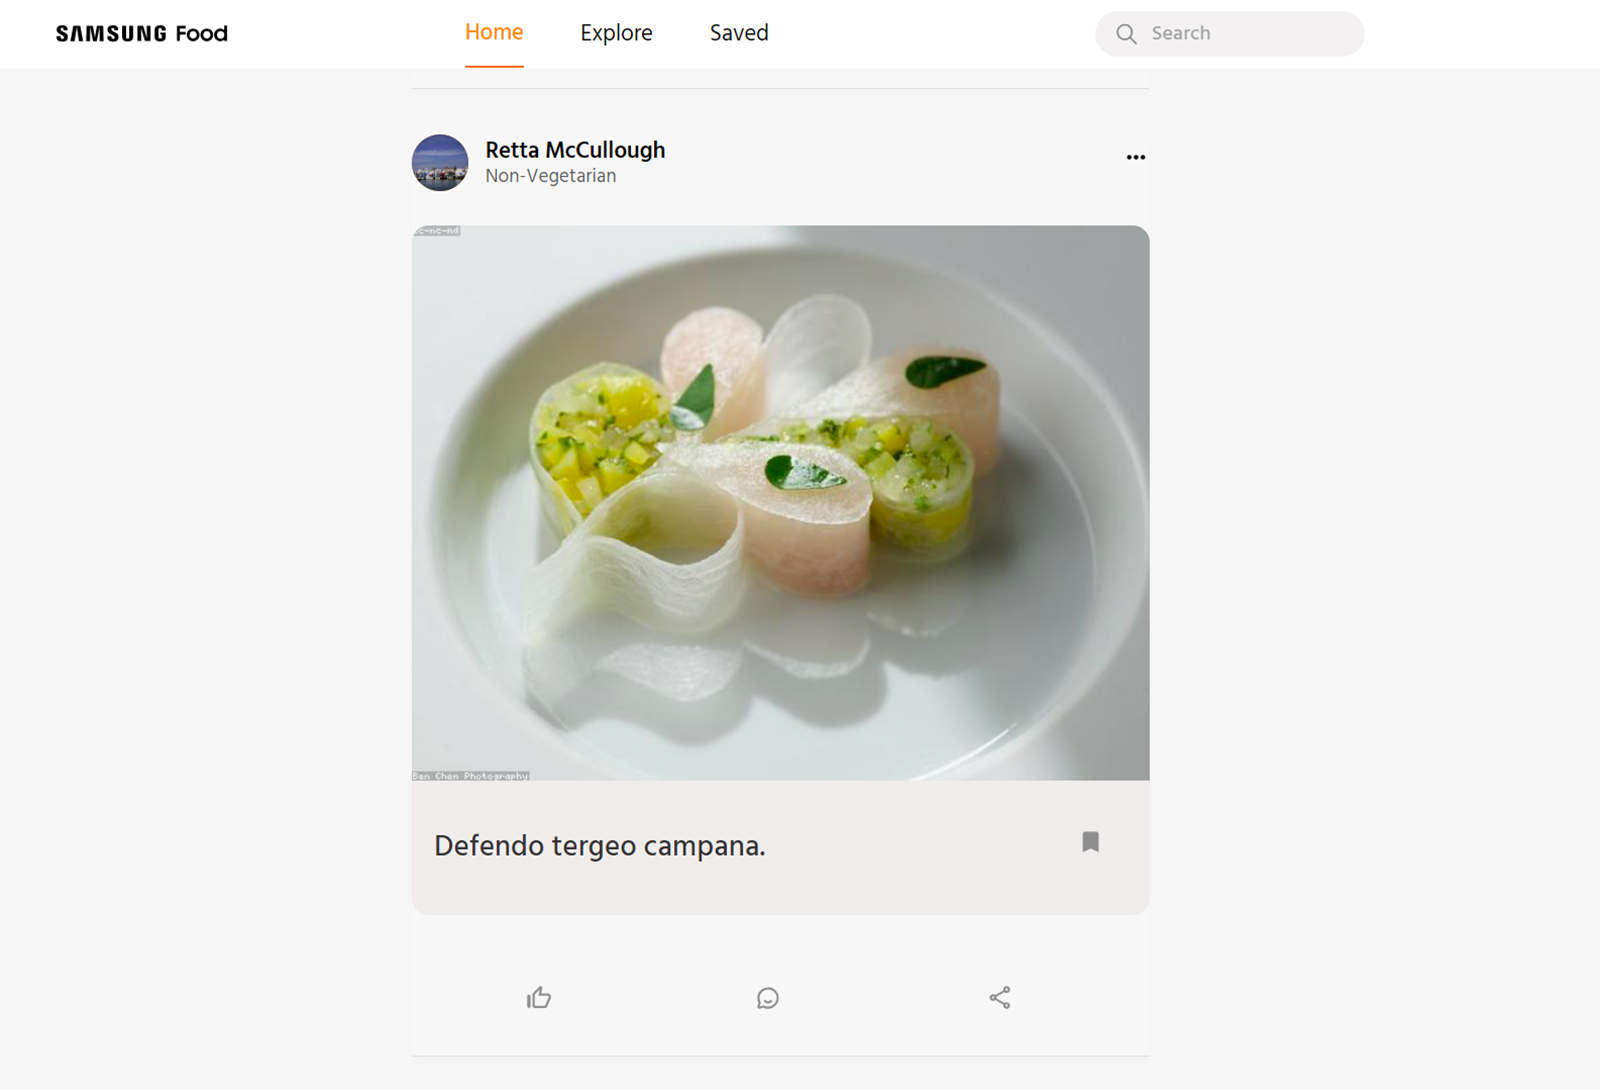 SAMSUNG Food
Home
Explore
Saved
Search
Retta McCullough
Non-Vegetarian
cc-nc-nd
Ben Chen Photography
Defendo tergeo campana.